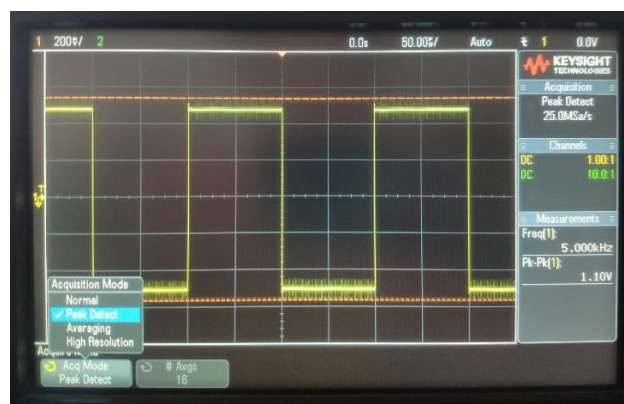 1 200▽/ 2 0.0s 50.00▽/ Auto 1 0.0V
KEYSIGHT
TECHNOLOGIES
Acquisition
Peak Detect
25.0MSa/s
Channels
DC 1.00:1
DC 10.0:1
Measurements
Freq(1):
5.000kHz
Pk-Pk(1):
1.10V
Acquisition Mode
Normal
Peak Detect
Averaging
High Resolution
Acq Mode
Peak Detect
# Avgs
16